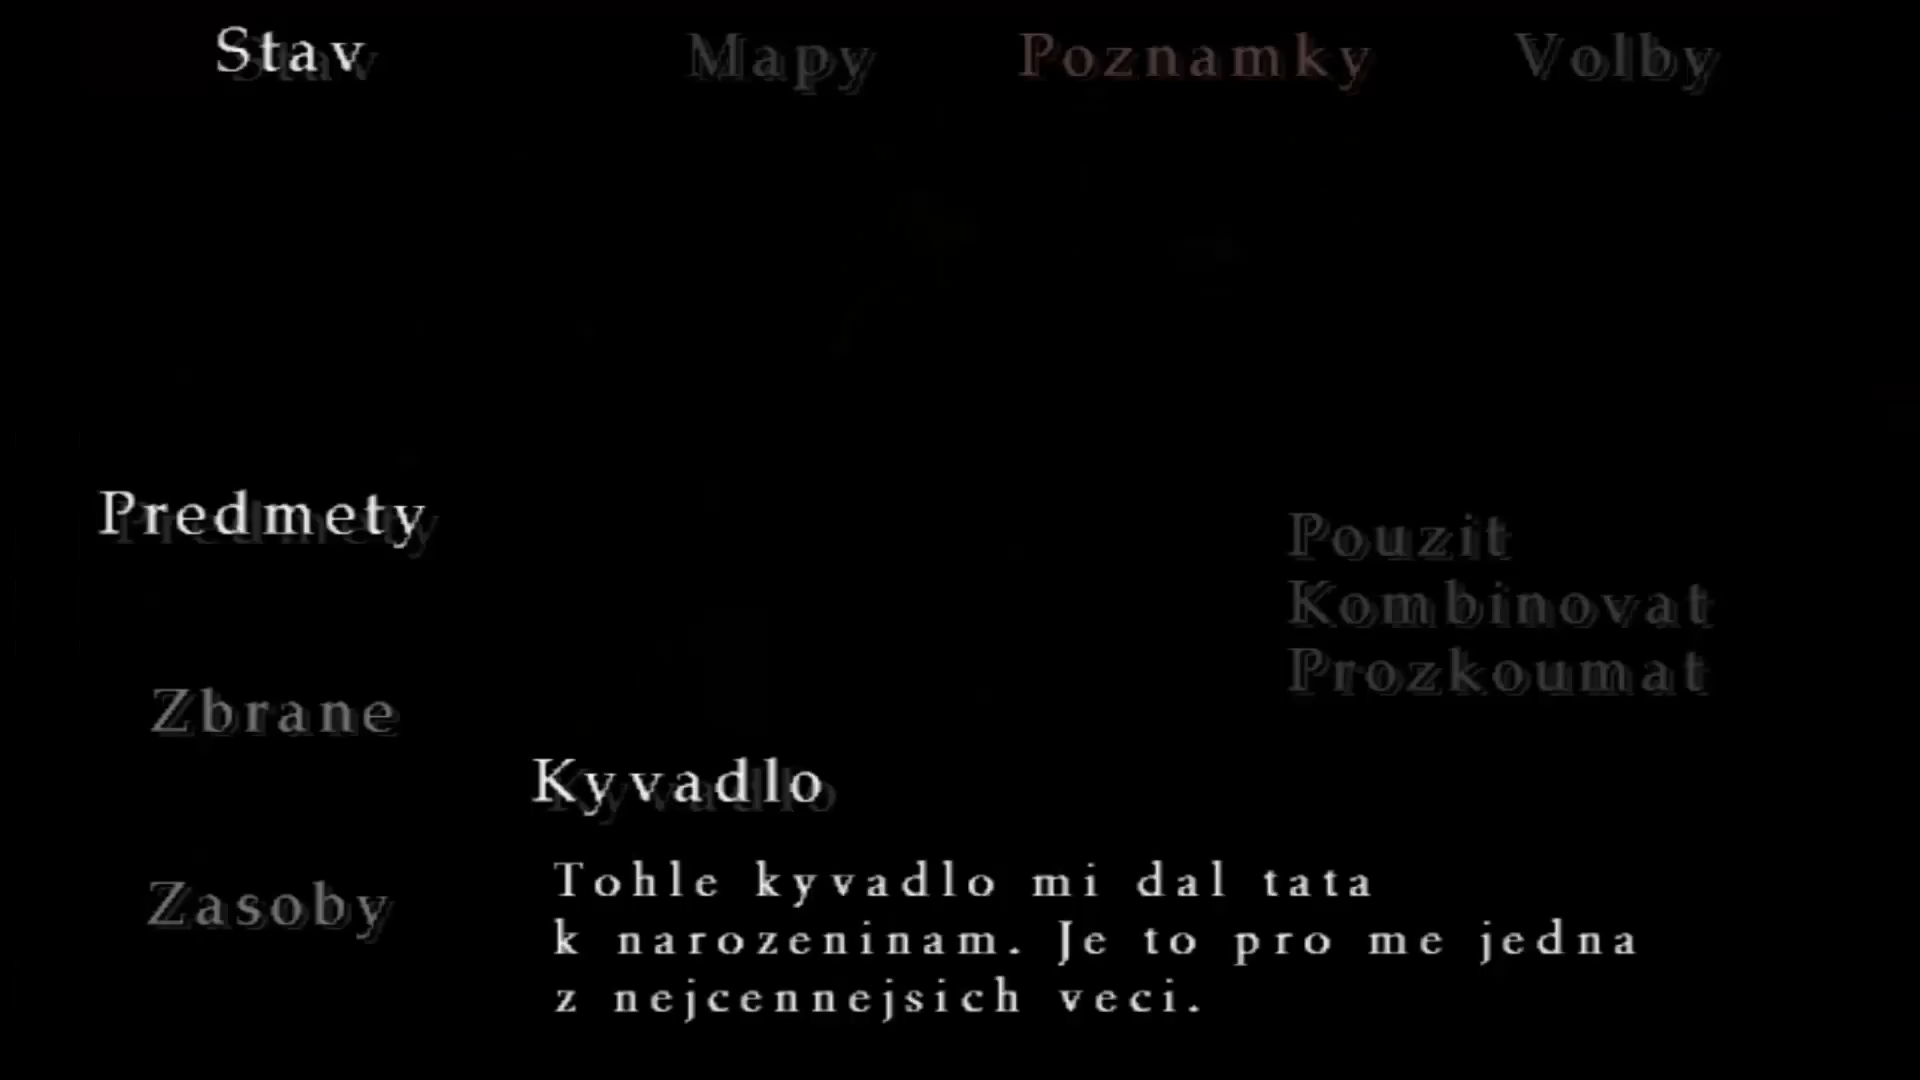 Stav
Mapy
Poznamky
Volby
Predmety
Pouzit
Kombinovat
Prozkoumat
Zbrane
Kyvadlo
Zasoby
Tohle kyvadlo mi dal tata
k narozeninam. Je to pro me jedna
z nejcennejsich veci.